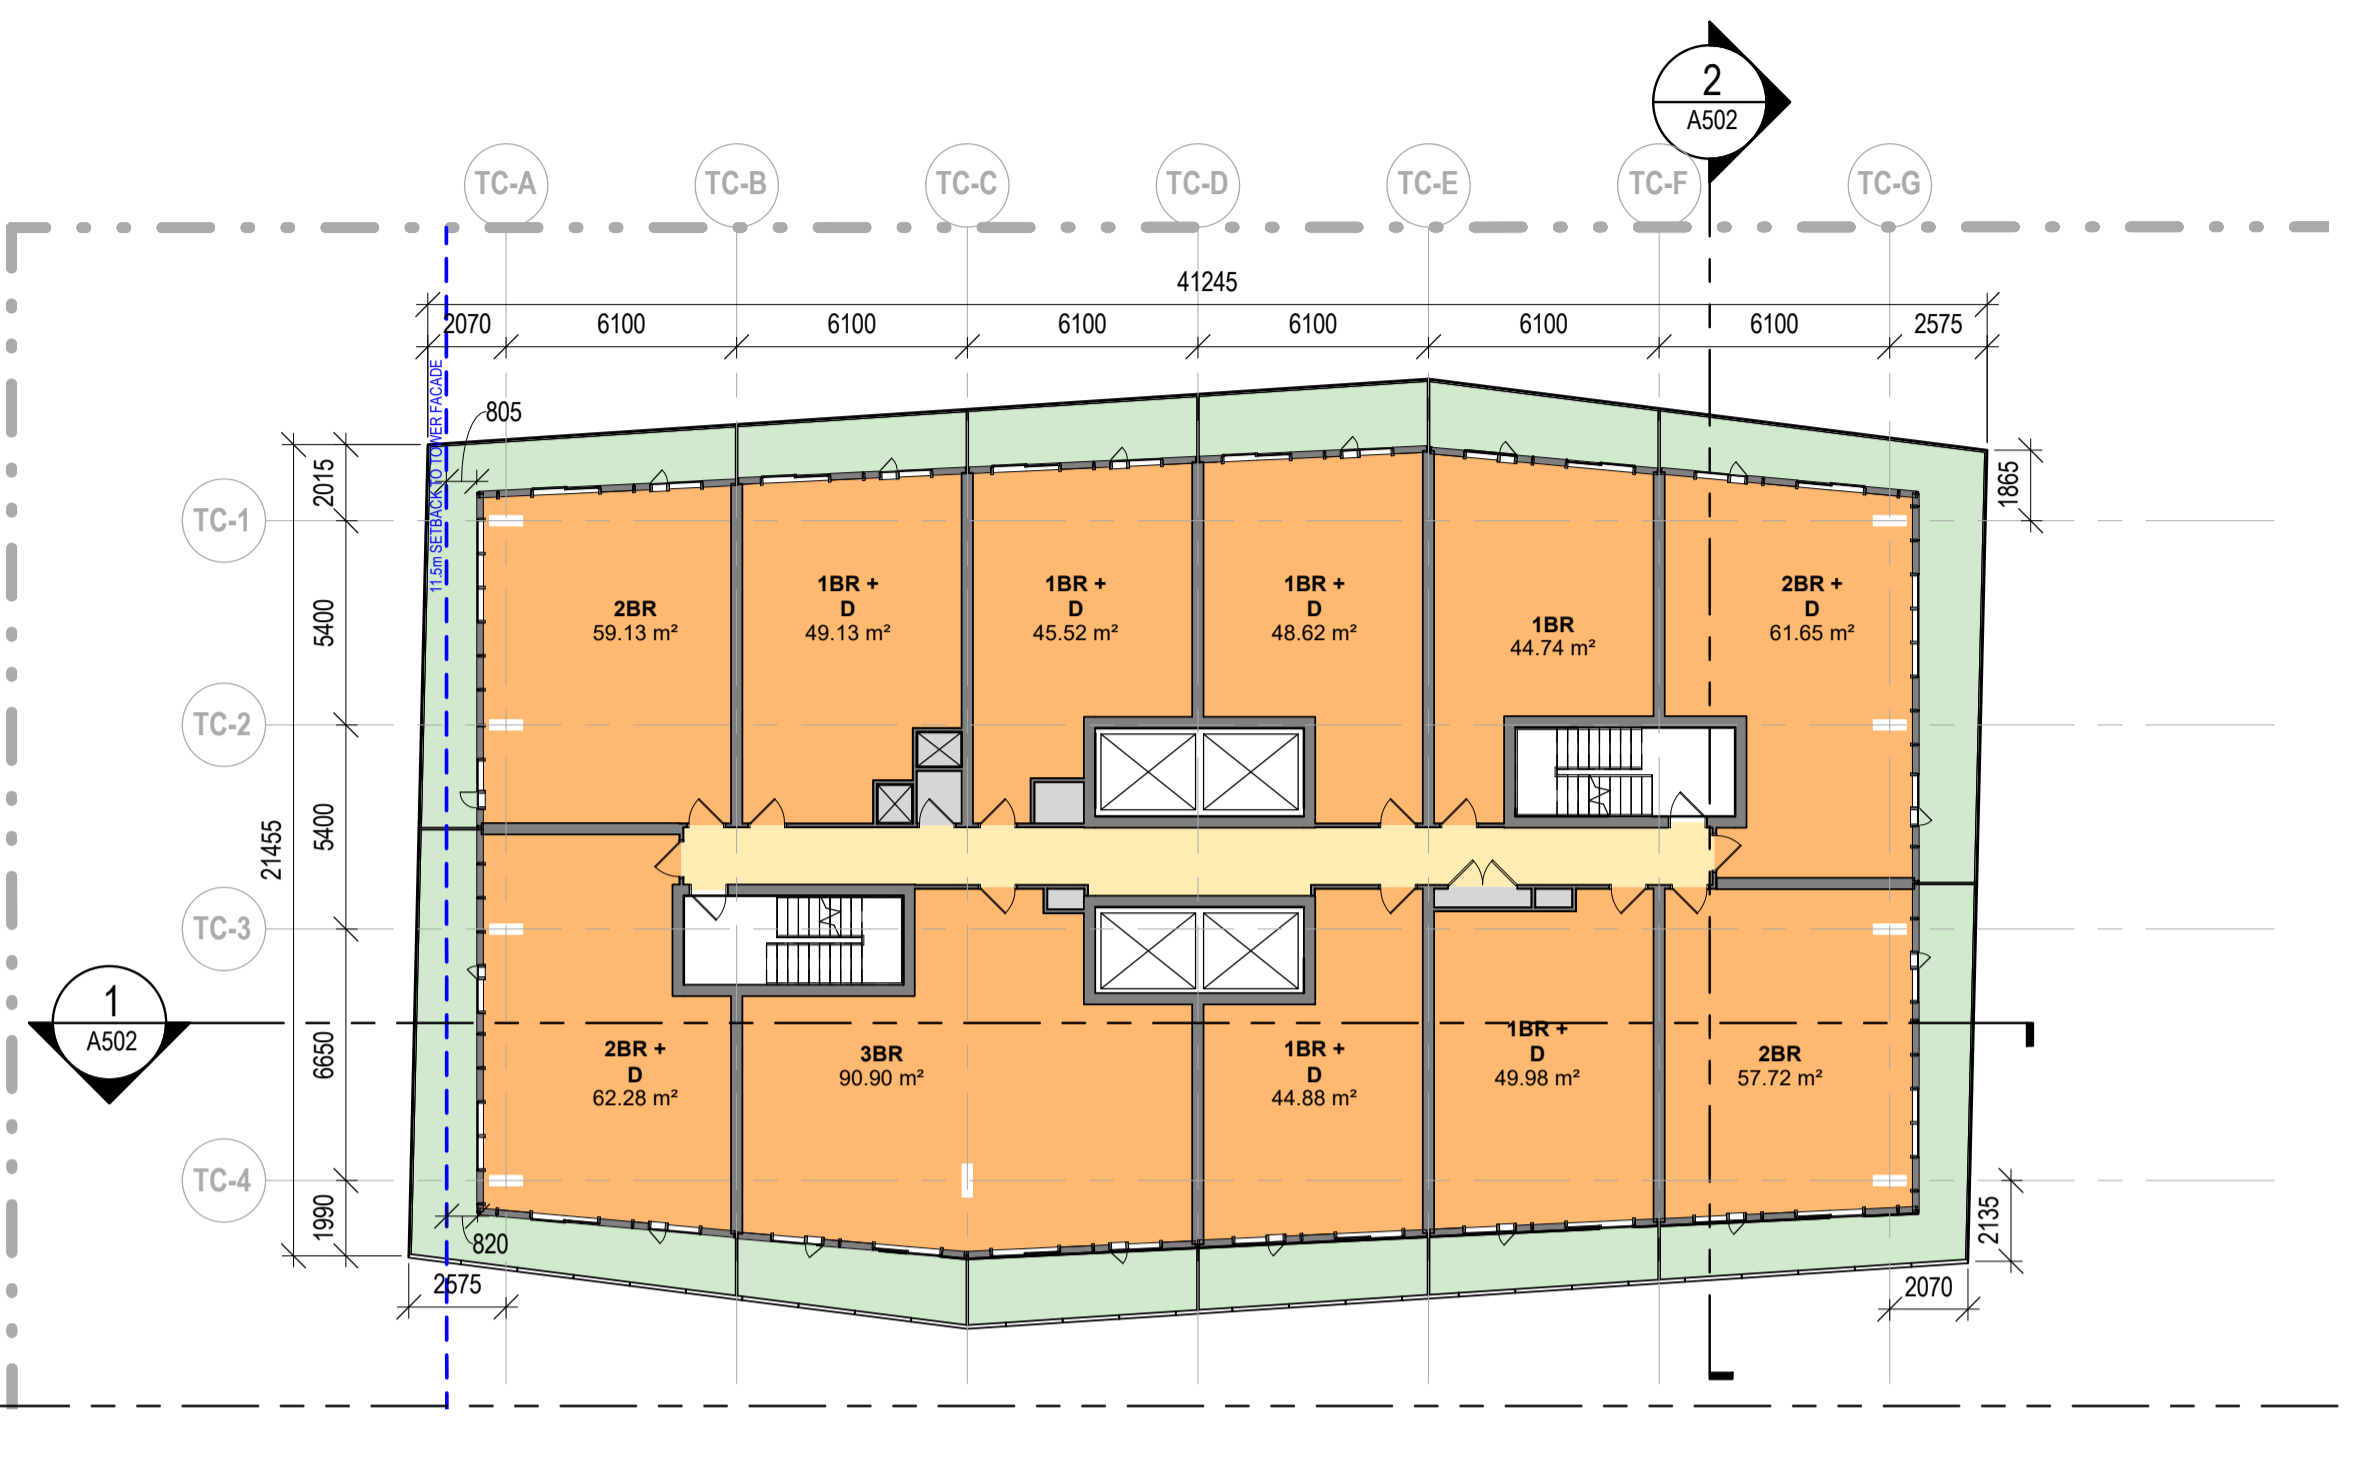 2
A502
TC-A
TC-B
TC-C
TC-D
TC-E
TC-F
TC-G
41245
2070
6100
6100
6100
6100
6100
6100
2575
11.5m SETBACK TO TOWER FACADE
805
2015
1865
TC-1
5400
2BR
59.13 m²
1BR +
D
49.13 m²
1BR +
D
45.52 m²
1BR +
D
48.62 m²
1BR
44.74 m²
2BR +
D
61.65 m²
TC-2
5400
21455
TC-3
1
A502
6650
2BR +
D
62.28 m²
3BR
90.90 m²
1BR +
D
44.88 m²
1BR +
D
49.98 m²
2BR
57.72 m²
TC-4
1990
820
2575
2135
2070